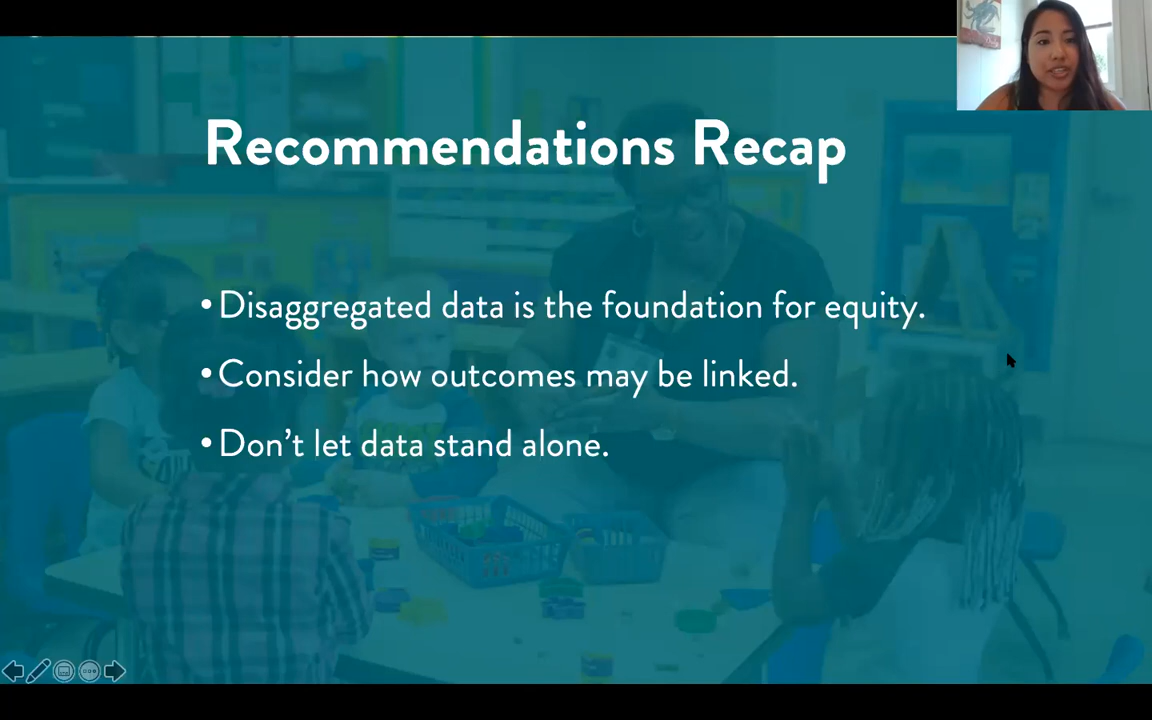 Recommendations Recap
• Disaggregated data is the foundation for equity.
• Consider how outcomes may be linked.
• Don't let data stand alone.